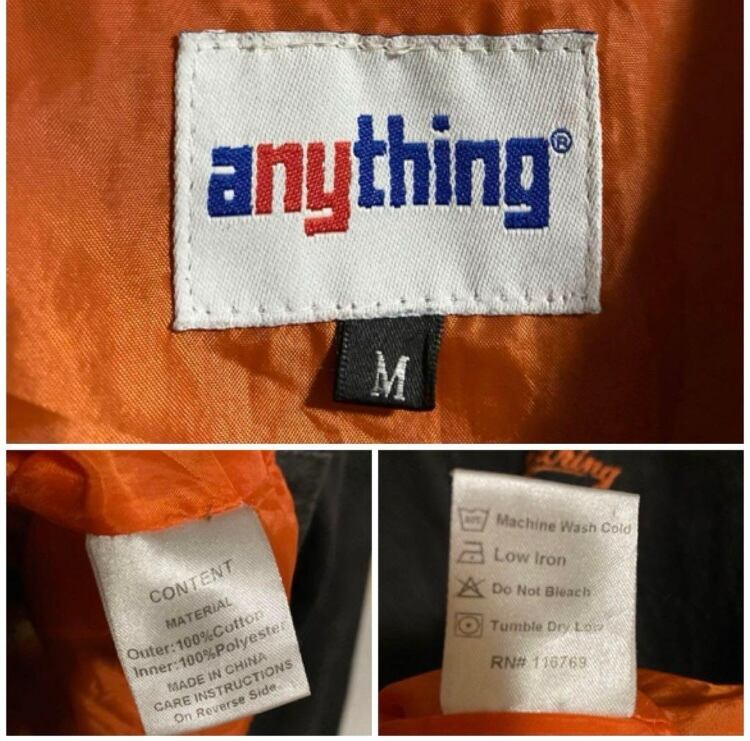 anything®
M
CONTENT
MATERIAL
Outer:100%Cotton
Inner:100%Polyester
MADE IN CHINA
CARE INSTRUCTIONS
On Reverse Side
Machine Wash Cold
Low Iron
Do Not Bleach
Tumble Dry Low
RN# 116769